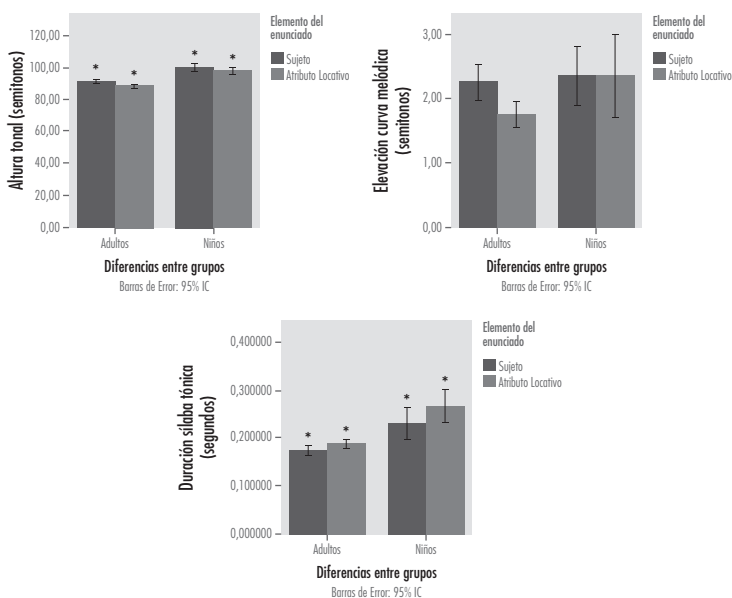 Altura tonal (semitonos)
120,00
100,00
80,00
60,00
40,00
20,00
0,00
* * * *
Adultos Niños
Diferencias entre grupos
Barras de Error: 95% IC
Elemento del
enunciado
Sujeto
Atributo Locativo
Elevación curva melódica
(semitonos)
3,00
2,00
1,00
0,00
Adultos Niños
Diferencias entre grupos
Barras de Error: 95% IC
Elemento del
enunciado
Sujeto
Atributo Locativo
Duración sílaba tónica
(segundos)
0,400000
0,300000
0,200000
0,100000
0,000000
* * * *
Adultos Niños
Diferencias entre grupos
Barras de Error: 95% IC
Elemento del
enunciado
Sujeto
Atributo Locativo